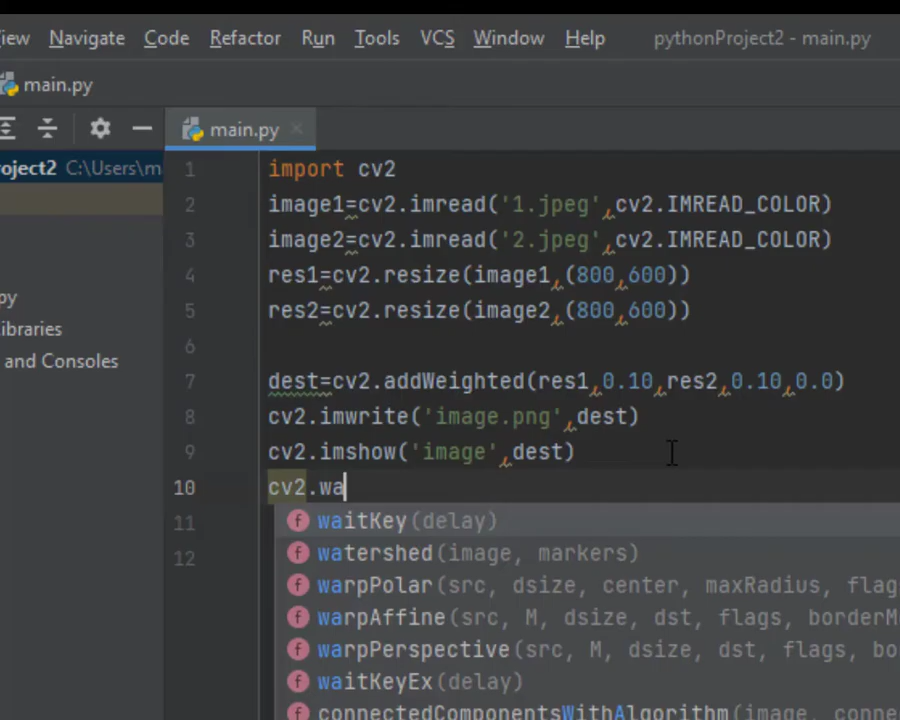 iew Navigate Code Refactor Run Tools VCS Window Help pythonProject2 - main.py
main.py
main.py
oject2 C:\Users\m
py
ibraries
and Consoles
1 import cv2
2 image1=cv2.imread('1.jpeg',cv2.IMREAD_COLOR)
3 image2=cv2.imread('2.jpeg',cv2.IMREAD_COLOR)
4 res1=cv2.resize(image1,(800,600))
5 res2=cv2.resize(image2,(800,600))
6
7 dest=cv2.addWeighted(res1,0.10,res2,0.10,0.0)
8 cv2.imwrite('image.png',dest)
9 cv2.imshow('image',dest)
10 cv2.wa
11
12
f waitKey(delay)
f watershed(image, markers)
f warpPolar(src, dsize, center, maxRadius, flag
f warpAffine(src, M, dsize, dst, flags, borderM
f warpPerspective(src, M, dsize, dst, flags, bo
f waitKeyEx(delay)
f connectedComponentsWithAlgorithm(image, conne